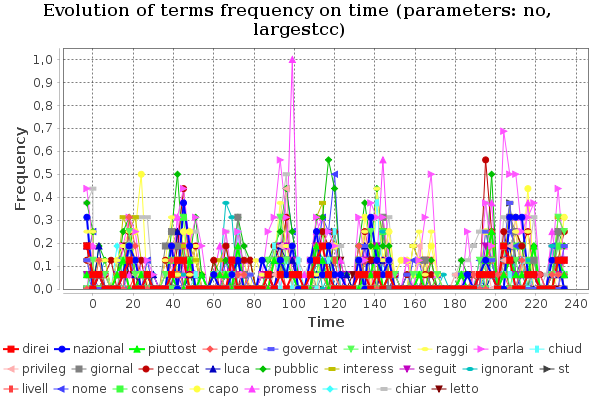 Evolution of terms frequency on time (parameters: no,
largestcc)
1,0
0,9
0,8
0,7
0,6
0,5
0,4
0,3
0,2
0,1
0,0
Frequency
0 20 40 60 80 100 120 140 160 180 200 220 240
Time
direi nazional piuttost perde governat intervist raggi parla chiud
privileg giornal peccat luca pubblic interess seguit ignorant st
livell nome consens capo promess risch chiar letto